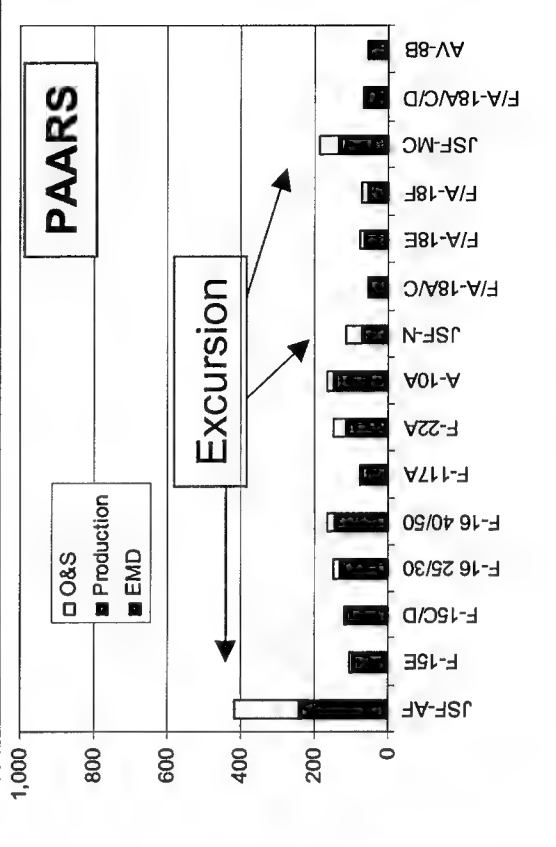 PAARS
Excursion
O&S
Production
EMD
1,000
800
600
400
200
0
JSF-AF
F-15E
F-15C/D
F-16 25/30
F-16 40/50
F-117A
F-22A
A-10A
JSF-N
F/A-18A/C
F/A-18E
F/A-18F
JSF-MC
F/A-18A/C/D
AV-8B